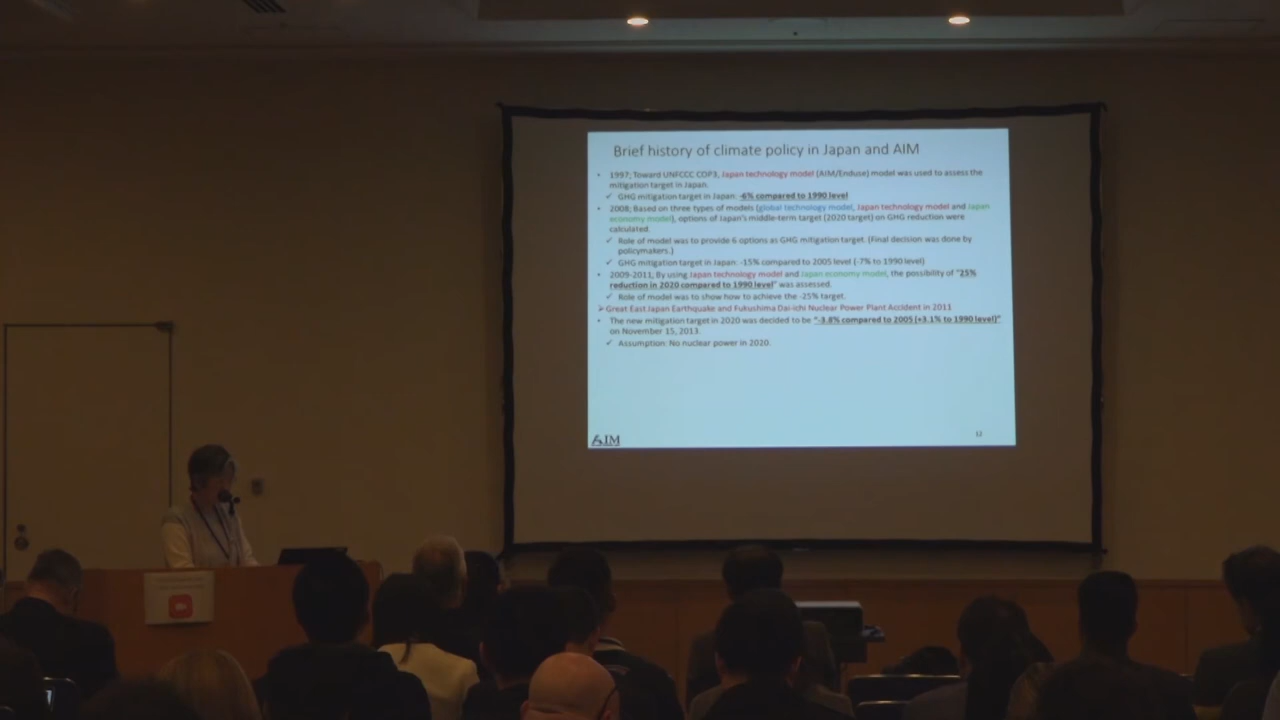 Brief history of climate policy in Japan and AIM
• 1997; Toward UNFCCC COP3, Japan technology model (AIM/Enduse) model was used to assess the
mitigation target in Japan.
✓ GHG mitigation target in Japan: -6% compared to 1990 level
• 2008; Based on three types of models (global technology model, Japan technology model and Japan
economy model), options of Japan's middle-term target (2020 target) on GHG reduction were
calculated.
✓ Role of model was to provide 6 options as GHG mitigation target. (Final decision was done by
policymakers.)
✓ GHG mitigation target in Japan: -15% compared to 2005 level (-7% to 1990 level)
• 2009-2011, By using Japan technology model and Japan economy model, the possibility of "25%
reduction in 2020 compared to 1990 level" was assessed.
✓ Role of model was to show how to achieve the -25% target.
➢ Great East Japan Earthquake and Fukushima Dai-ichi Nuclear Power Plant Accident in 2011
• The new mitigation target in 2020 was decided to be "-3.8% compared to 2005 (+3.1% to 1990 level)"
on November 15, 2013.
✓ Assumption: No nuclear power in 2020.
AIM